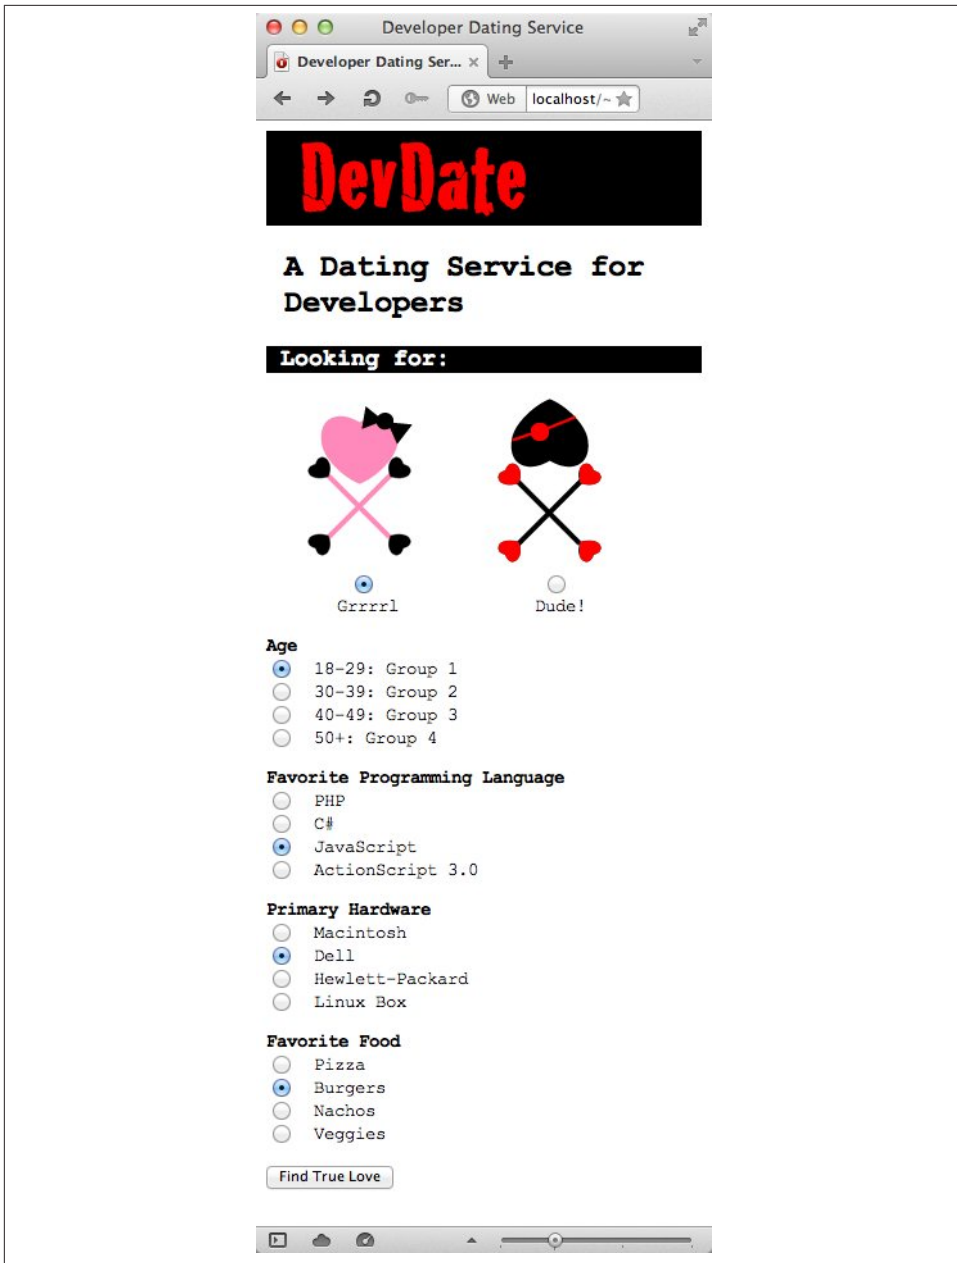 Developer Dating Service
Developer Dating Ser...
Web localhost/~
DevDate
A Dating Service for
Developers
Looking for:
Grrrrl Dude!
Age
18-29: Group 1
30-39: Group 2
40-49: Group 3
50+: Group 4
Favorite Programming Language
PHP
C#
JavaScript
ActionScript 3.0
Primary Hardware
Macintosh
Dell
Hewlett-Packard
Linux Box
Favorite Food
Pizza
Burgers
Nachos
Veggies
Find True Love